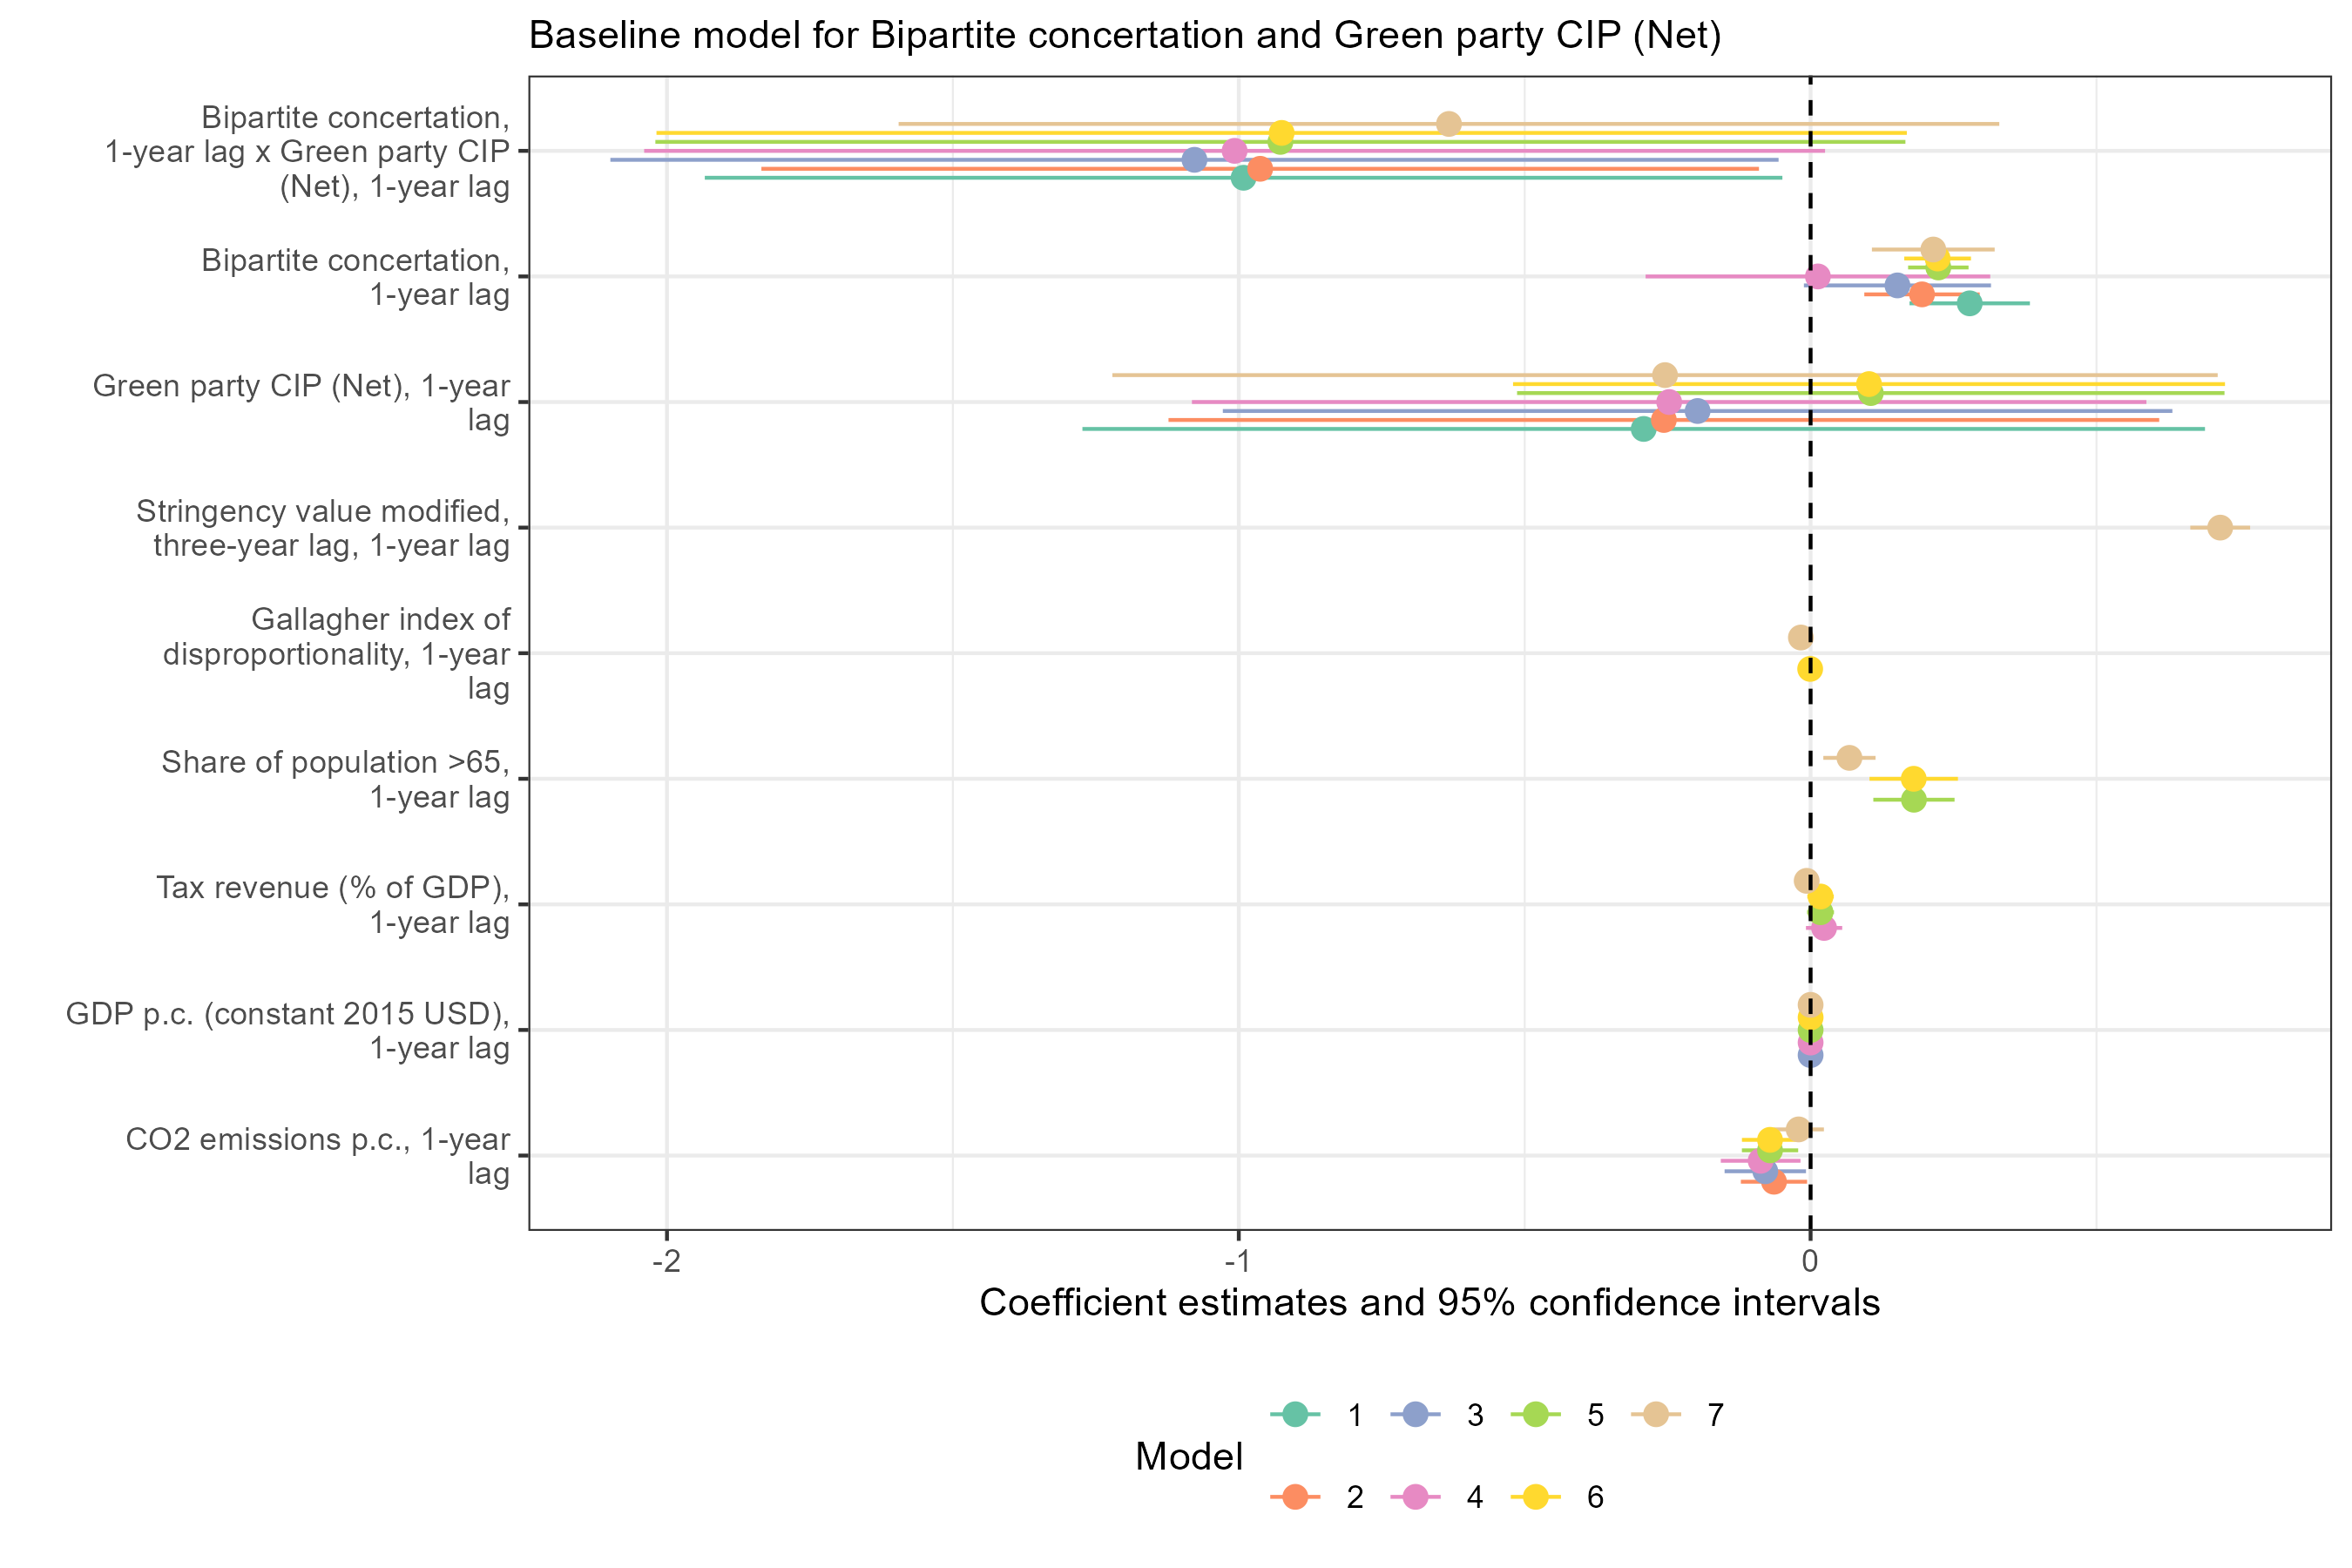 Baseline model for Bipartite concertation and Green party CIP (Net)
Bipartite concertation,
1-year lag x Green party CIP
(Net), 1-year lag
Bipartite concertation,
1-year lag
Green party CIP (Net), 1-year
lag
Stringency value modified,
three-year lag, 1-year lag
Gallagher index of
disproportionality, 1-year
lag
Share of population >65,
1-year lag
Tax revenue (% of GDP),
1-year lag
GDP p.c. (constant 2015 USD),
1-year lag
CO2 emissions p.c., 1-year
lag
-2 -1 0
Coefficient estimates and 95% confidence intervals
Model
1 3 5 7
2 4 6